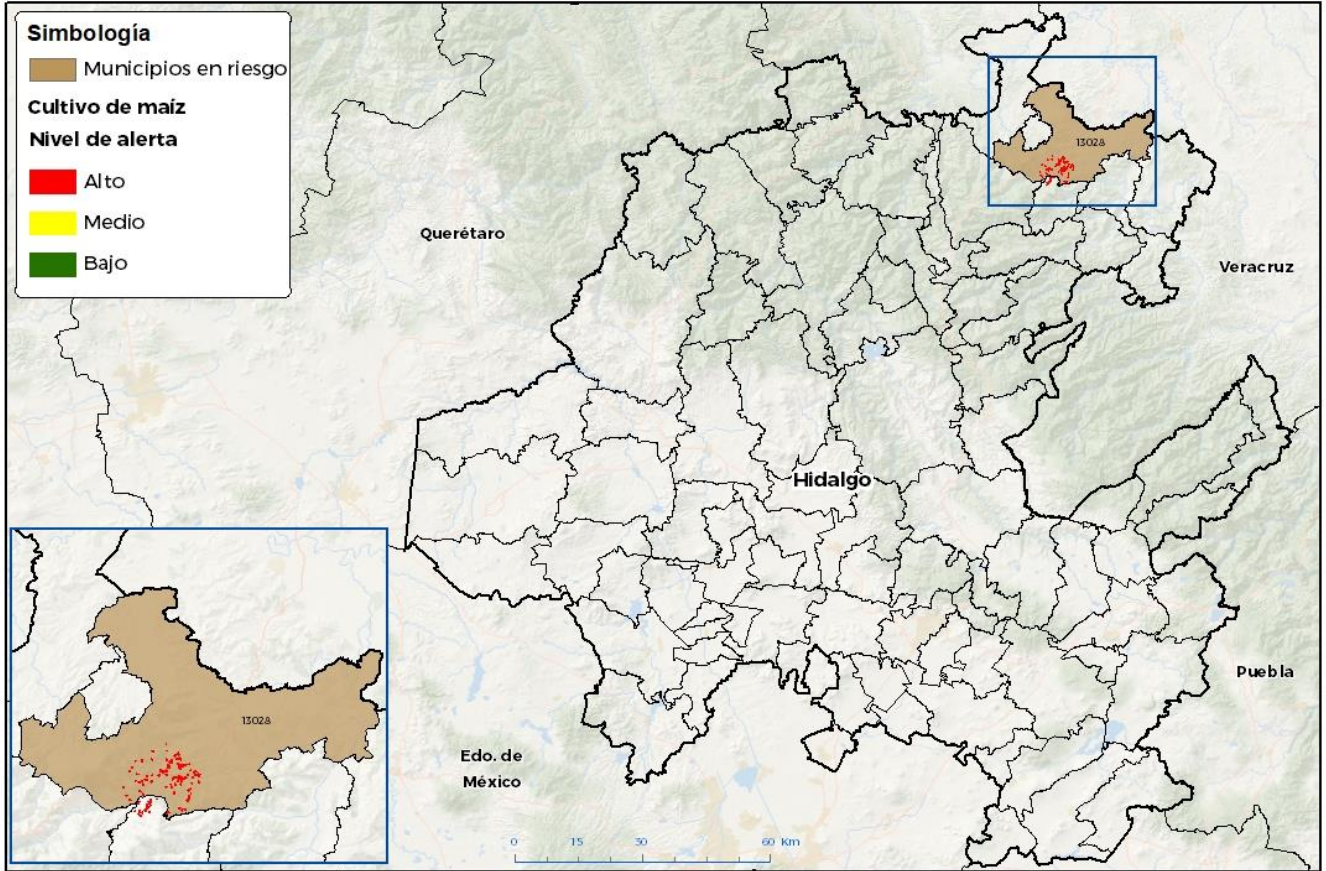 Simbología
Municipios en riesgo
Cultivo de maíz
Nivel de alerta
Alto
Medio
Bajo
13028
Querétaro
Veracruz
Hidalgo
13028
Puebla
Edo. de
México
0 15 30 60 Km